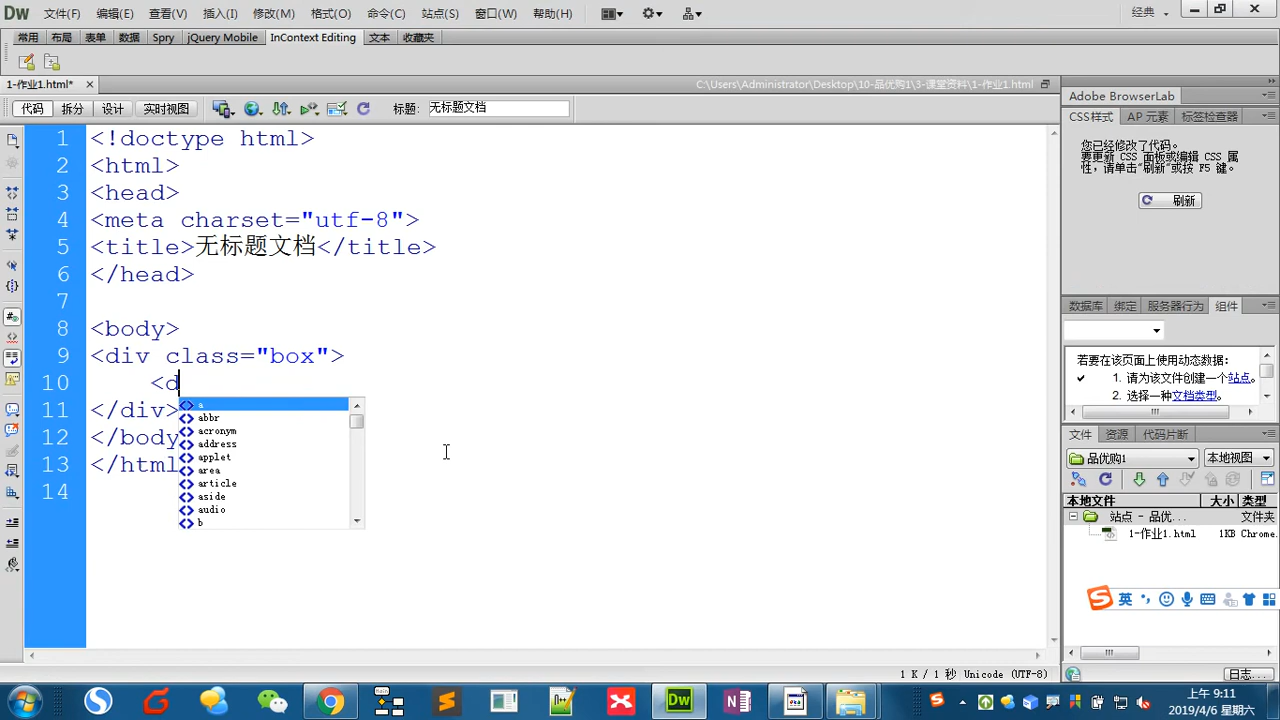 Dw 文件(F) 编辑(E) 查看(V) 插入(I) 修改(M) 格式(O) 命令(C) 站点(S) 窗口(W) 帮助(H) 经典
常用 布局 表单 数据 Spry jQuery Mobile InContext Editing 文本 收藏夹
1-作业1.html* C:\Users\Administrator\Desktop\10-品优购1\3-课堂资料\1-作业1.html
代码 拆分 设计 实时视图 标题: 无标题文档
1 <!doctype html>
2 <html>
3 <head>
4 <meta charset="utf-8">
5 <title>无标题文档</title>
6 </head>
7
8 <body>
9 <div class="box">
10 <d
11 </div>
12 </body
13 </html
14
a
abbr
acronym
address
applet
area
article
aside
audio
b
Adobe BrowserLab
CSS样式 AP 元素 标签检查器
您已经修改了代码。
要更新 CSS 面板或编辑 CSS 属
性，请单击“刷新”或按 F5 键。
刷新
数据库 绑定 服务器行为 组件
若要在该页面上使用动态数据:
1. 请为该文件创建一个站点。
2. 选择一种文档类型。
文件 资源 代码片断
品优购1 本地视图
本地文件 大小 类型
站点 - 品优... 文件夹
1-作业1.html 1KB Chrome.
英
1 K / 1 秒 Unicode (UTF-8) 日志...
Dw
上午 9:11
2019/4/6 星期六